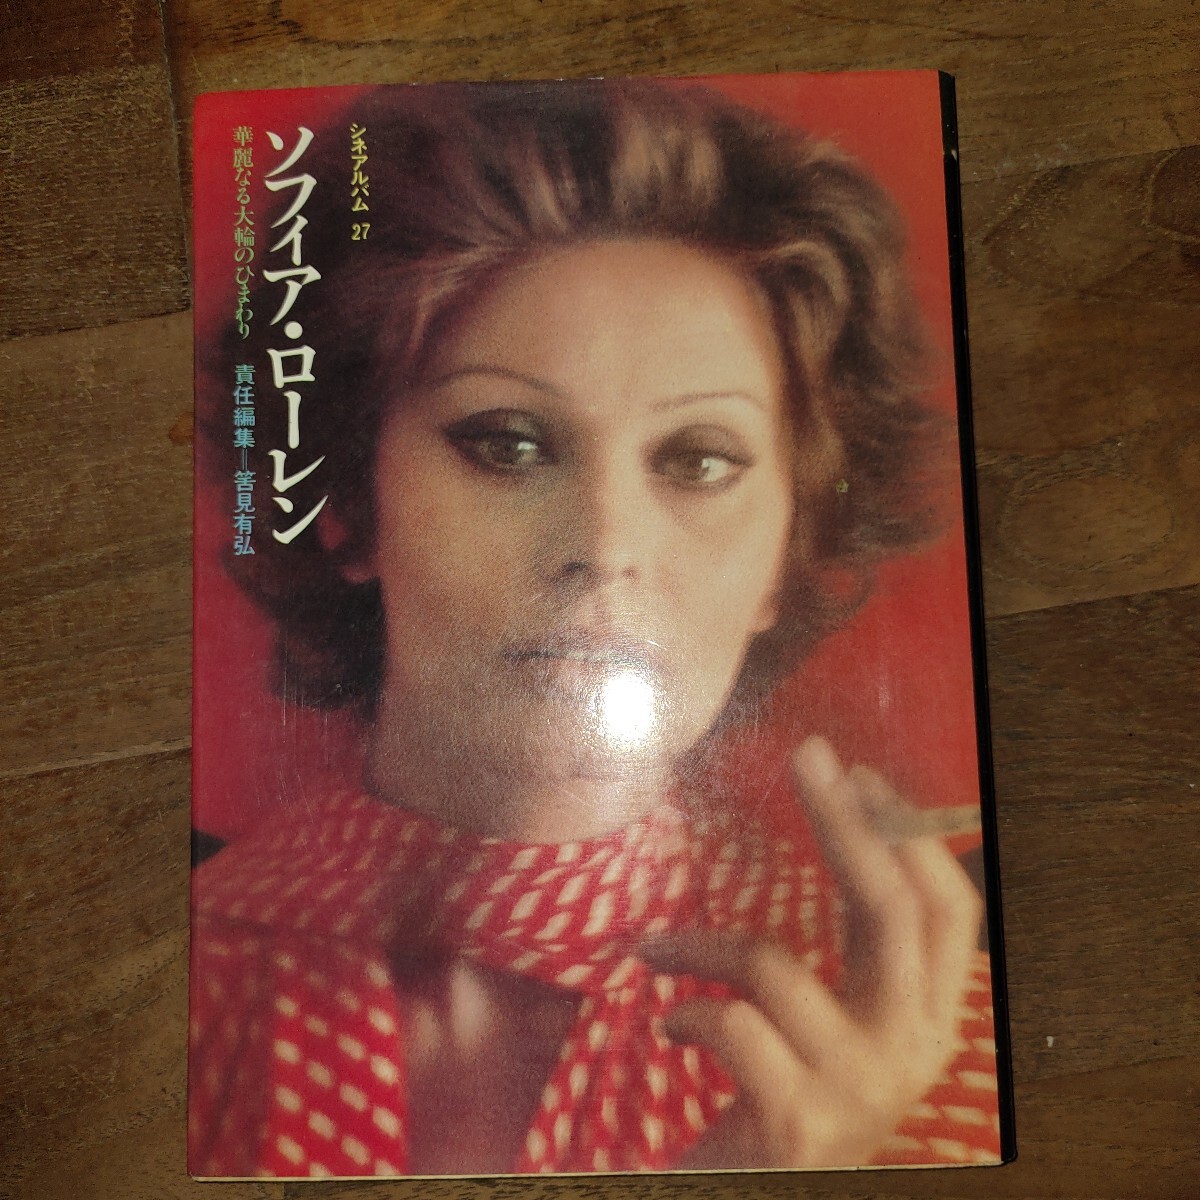 シネアルバム 27
ソフィア・ローレン
華麗なる大輪のひまわり 責任編集＝筈見有弘